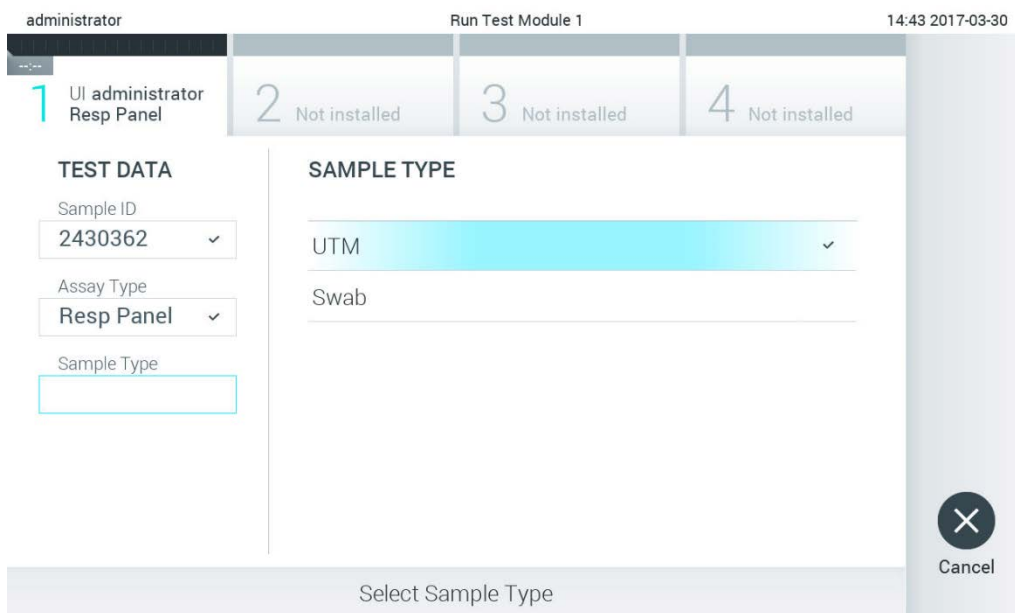 administrator
Run Test Module 1
14:43 2017-03-30
--:--
1 UI administrator
Resp Panel
2 Not installed
3 Not installed
4 Not installed
TEST DATA
Sample ID
2430362
Assay Type
Resp Panel
Sample Type
SAMPLE TYPE
UTM
Swab
Cancel
Select Sample Type